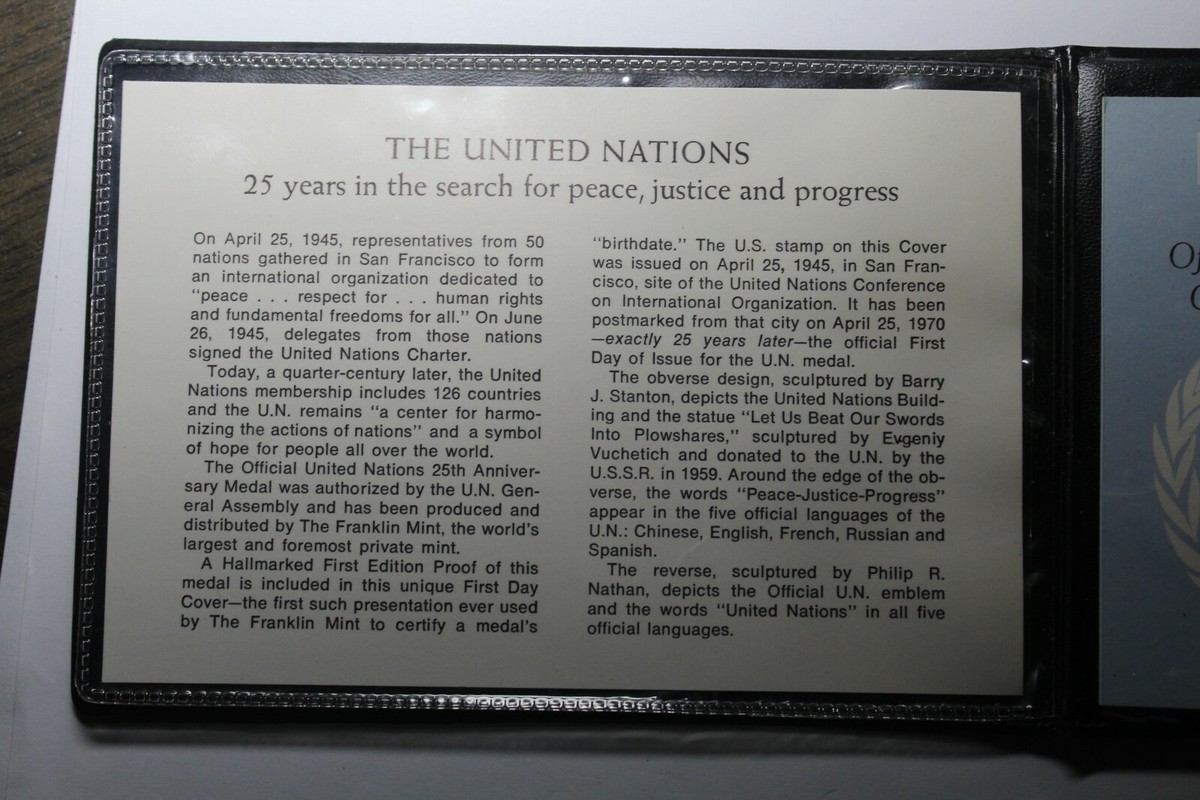 THE UNITED NATIONS
25 years in the search for peace, justice and progress
On April 25, 1945, representatives from 50
nations gathered in San Francisco to form
an international organization dedicated to
“peace . . . respect for . . . human rights
and fundamental freedoms for all.” On June
26, 1945, delegates from those nations
signed the United Nations Charter.
Today, a quarter-century later, the United
Nations membership includes 126 countries
and the U.N. remains “a center for harmo-
nizing the actions of nations” and a symbol
of hope for people all over the world.
The Official United Nations 25th Anniver-
sary Medal was authorized by the U.N. Gen-
eral Assembly and has been produced and
distributed by The Franklin Mint, the world's
largest and foremost private mint.
A Hallmarked First Edition Proof of this
medal is included in this unique First Day
Cover—the first such presentation ever used
by The Franklin Mint to certify a medal's
“birthdate.” The U.S. stamp on this Cover
was issued on April 25, 1945, in San Fran-
cisco, site of the United Nations Conference
on International Organization. It has been
postmarked from that city on April 25, 1970
—exactly 25 years later—the official First
Day of Issue for the U.N. medal.
The obverse design, sculptured by Barry
J. Stanton, depicts the United Nations Build-
ing and the statue “Let Us Beat Our Swords
Into Plowshares,” sculptured by Evgeniy
Vuchetich and donated to the U.N. by the
U.S.S.R. in 1959. Around the edge of the ob-
verse, the words “Peace-Justice-Progress”
appear in the five official languages of the
U.N.: Chinese, English, French, Russian and
Spanish.
The reverse, sculptured by Philip R.
Nathan, depicts the Official U.N. emblem
and the words “United Nations” in all five
official languages.